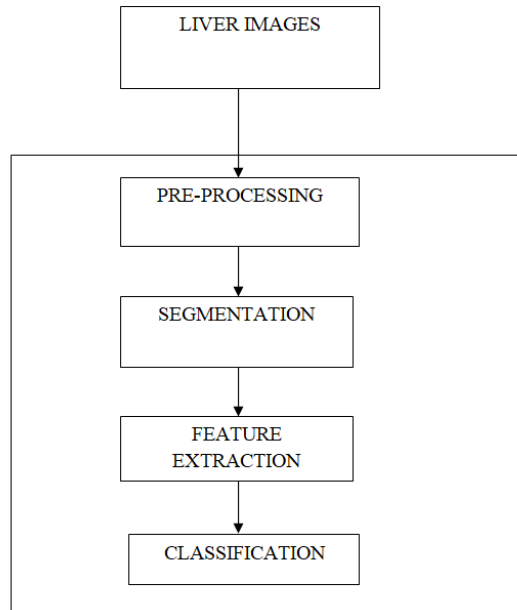 LIVER IMAGES
PRE-PROCESSING
SEGMENTATION
FEATURE
EXTRACTION
CLASSIFICATION